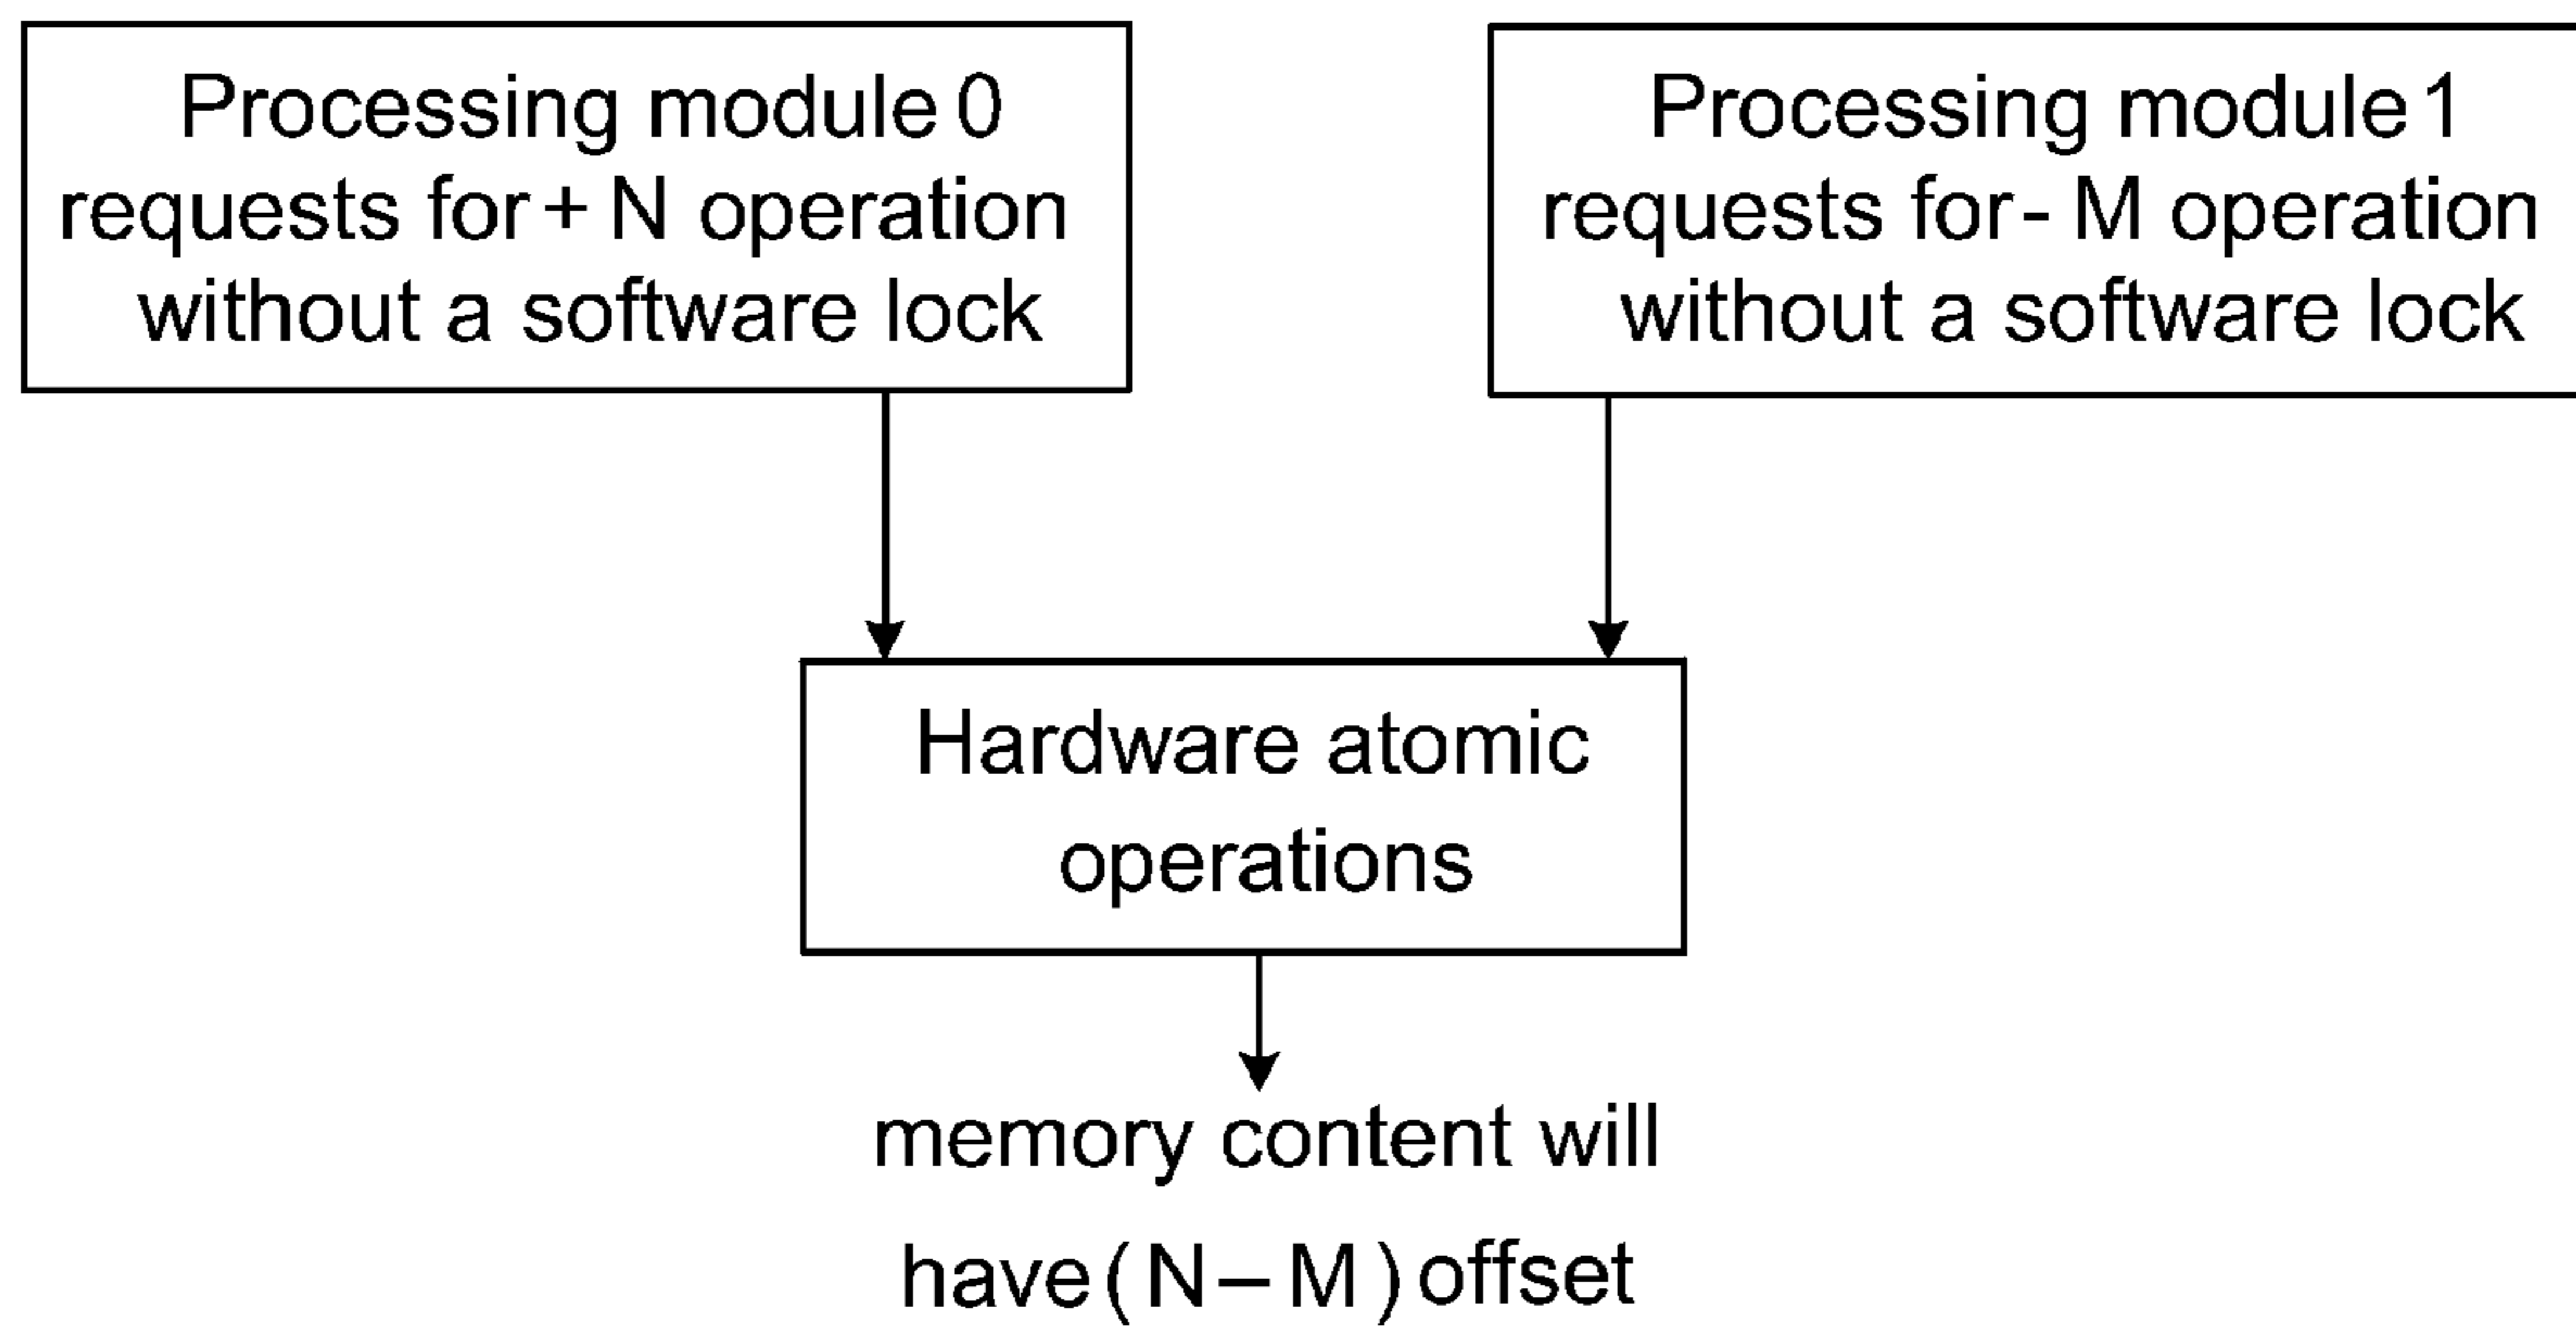 Processing module 0
requests for + N operation
without a software lock
Processing module 1
requests for - M operation
without a software lock
Hardware atomic
operations
memory content will
have ( N – M ) offset